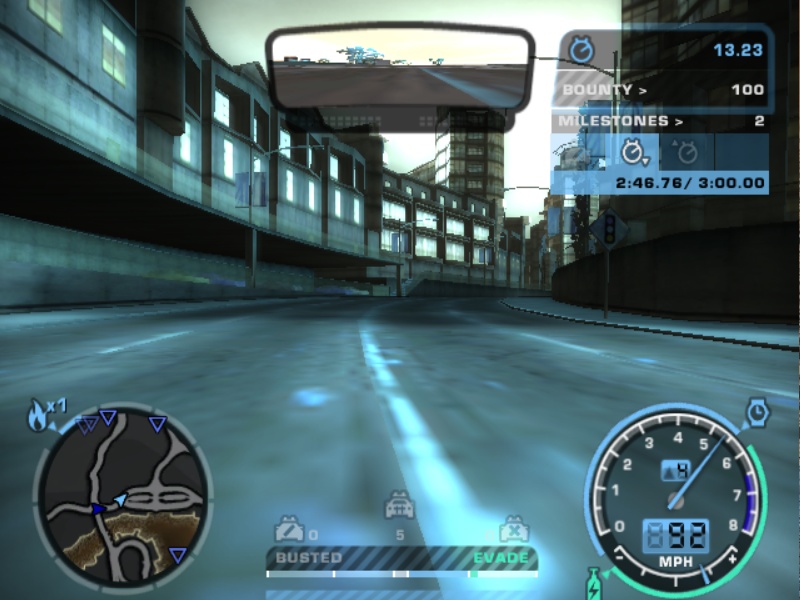 13.23
BOUNTY > 100
MILESTONES > 2
2:46.76/ 3:00.00
x1
0 1 2 3 4 5 6 7 8
4
92
MPH
0 5
BUSTED EVADE